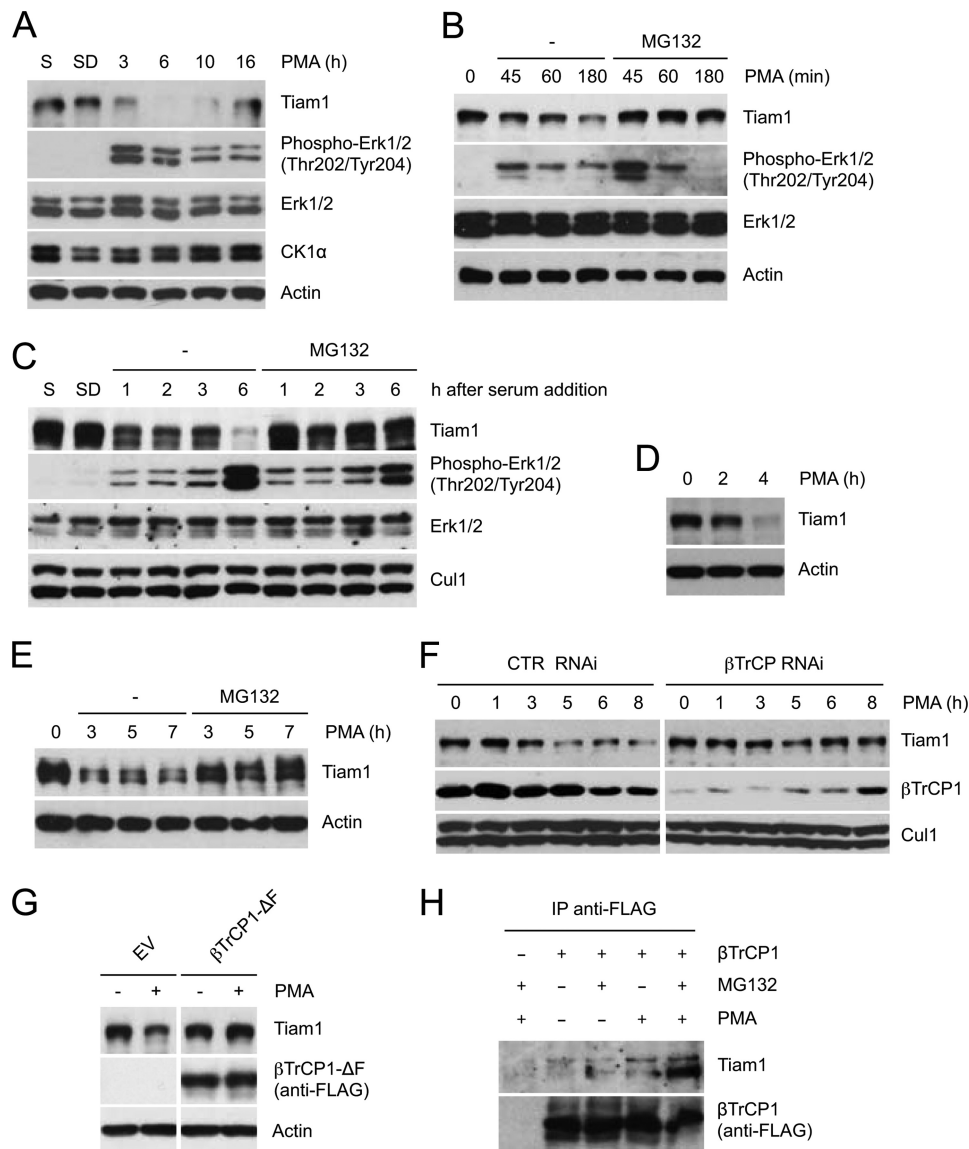 A
S SD 3 6 10 16 PMA (h)
Tiam1
Phospho-Erk1/2
(Thr202/Tyr204)
Erk1/2
CK1α
Actin
B
- MG132
0 45 60 180 45 60 180 PMA (min)
Tiam1
Phospho-Erk1/2
(Thr202/Tyr204)
Erk1/2
Actin
C
- MG132
S SD 1 2 3 6 1 2 3 6 h after serum addition
Tiam1
Phospho-Erk1/2
(Thr202/Tyr204)
Erk1/2
Cul1
D
0 2 4 PMA (h)
Tiam1
Actin
E
- MG132
0 3 5 7 3 5 7 PMA (h)
Tiam1
Actin
F
CTR RNAi βTrCP RNAi
0 1 3 5 6 8 0 1 3 5 6 8 PMA (h)
Tiam1
βTrCP1
Cul1
G
EV βTrCP1-ΔF
- + - + PMA
Tiam1
βTrCP1-ΔF
(anti-FLAG)
Actin
H
IP anti-FLAG
- + + + + βTrCP1
+ - + - + MG132
+ - - + + PMA
Tiam1
βTrCP1
(anti-FLAG)